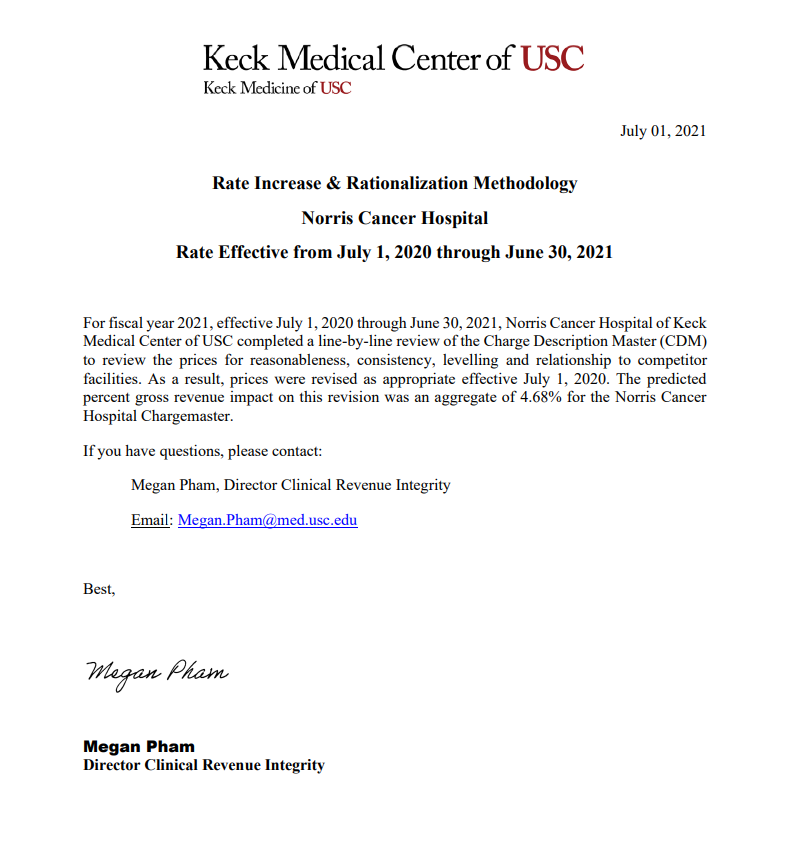 Keck Medical Center of USC
Keck Medicine of USC
July 01, 2021
Rate Increase & Rationalization Methodology
Norris Cancer Hospital
Rate Effective from July 1, 2020 through June 30, 2021
For fiscal year 2021, effective July 1, 2020 through June 30, 2021, Norris Cancer Hospital of Keck
Medical Center of USC completed a line-by-line review of the Charge Description Master (CDM)
to review the prices for reasonableness, consistency, levelling and relationship to competitor
facilities. As a result, prices were revised as appropriate effective July 1, 2020. The predicted
percent gross revenue impact on this revision was an aggregate of 4.68% for the Norris Cancer
Hospital Chargemaster.
If you have questions, please contact:
Megan Pham, Director Clinical Revenue Integrity
Email: Megan.Pham@med.usc.edu
Best,
Megan Pham
Megan Pham
Director Clinical Revenue Integrity